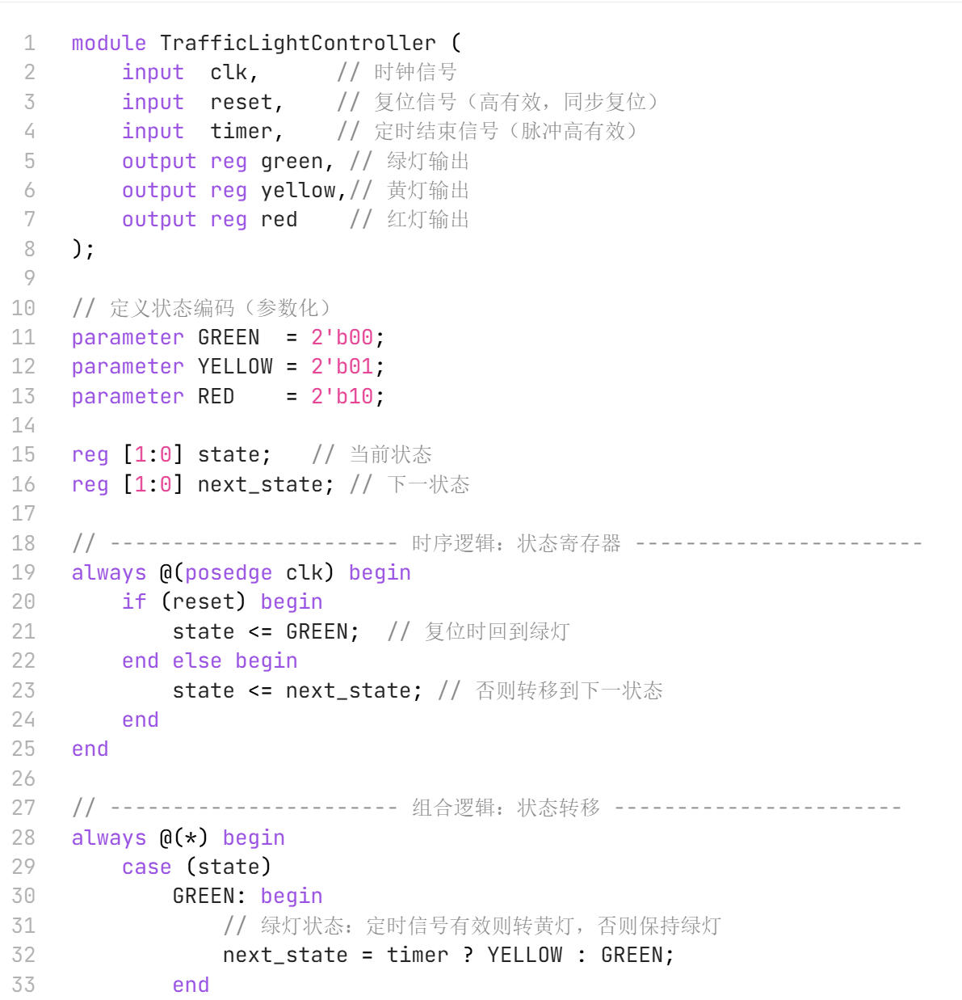 1 module TrafficLightController (
2     input  clk,      // 时钟信号
3     input  reset,    // 复位信号（高有效，同步复位）
4     input  timer,    // 定时结束信号（脉冲高有效）
5     output reg green, // 绿灯输出
6     output reg yellow,// 黄灯输出
7     output reg red    // 红灯输出
8 );
9
10 // 定义状态编码（参数化）
11 parameter GREEN  = 2'b00;
12 parameter YELLOW = 2'b01;
13 parameter RED    = 2'b10;
14
15 reg [1:0] state;   // 当前状态
16 reg [1:0] next_state; // 下一状态
17
18 // ----------------------- 时序逻辑：状态寄存器 -----------------------
19 always @(posedge clk) begin
20     if (reset) begin
21         state <= GREEN;  // 复位时回到绿灯
22     end else begin
23         state <= next_state; // 否则转移到下一状态
24     end
25 end
26
27 // ----------------------- 组合逻辑：状态转移 -----------------------
28 always @(*) begin
29     case (state)
30         GREEN: begin
31             // 绿灯状态：定时信号有效则转黄灯，否则保持绿灯
32             next_state = timer ? YELLOW : GREEN;
33         end